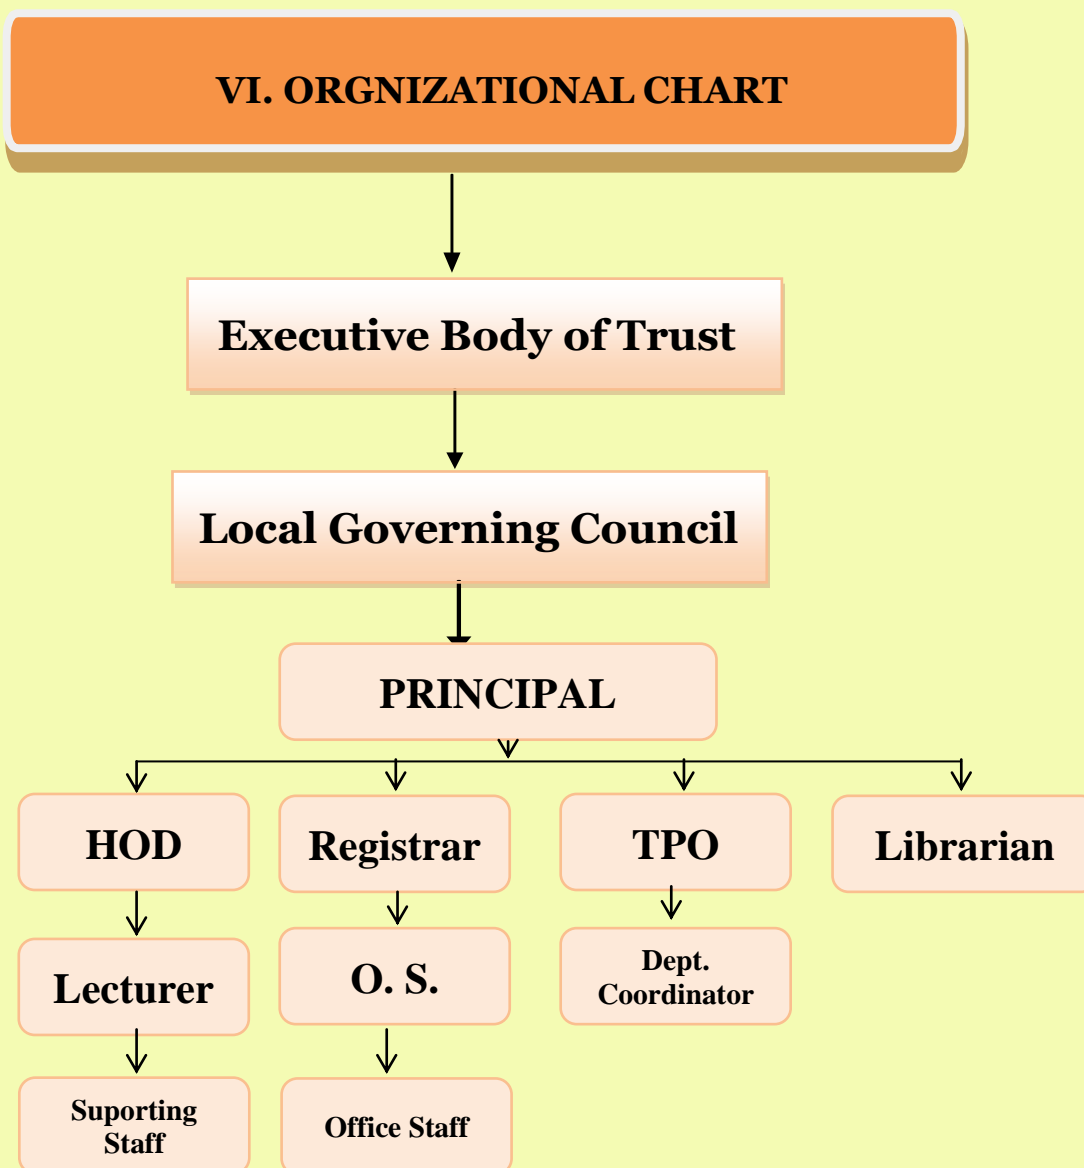 VI. ORGNIZATIONAL CHART
Executive Body of Trust
Local Governing Council
PRINCIPAL
HOD
Registrar
TPO
Librarian
Lecturer
O. S.
Dept.
Coordinator
Suporting
Staff
Office Staff